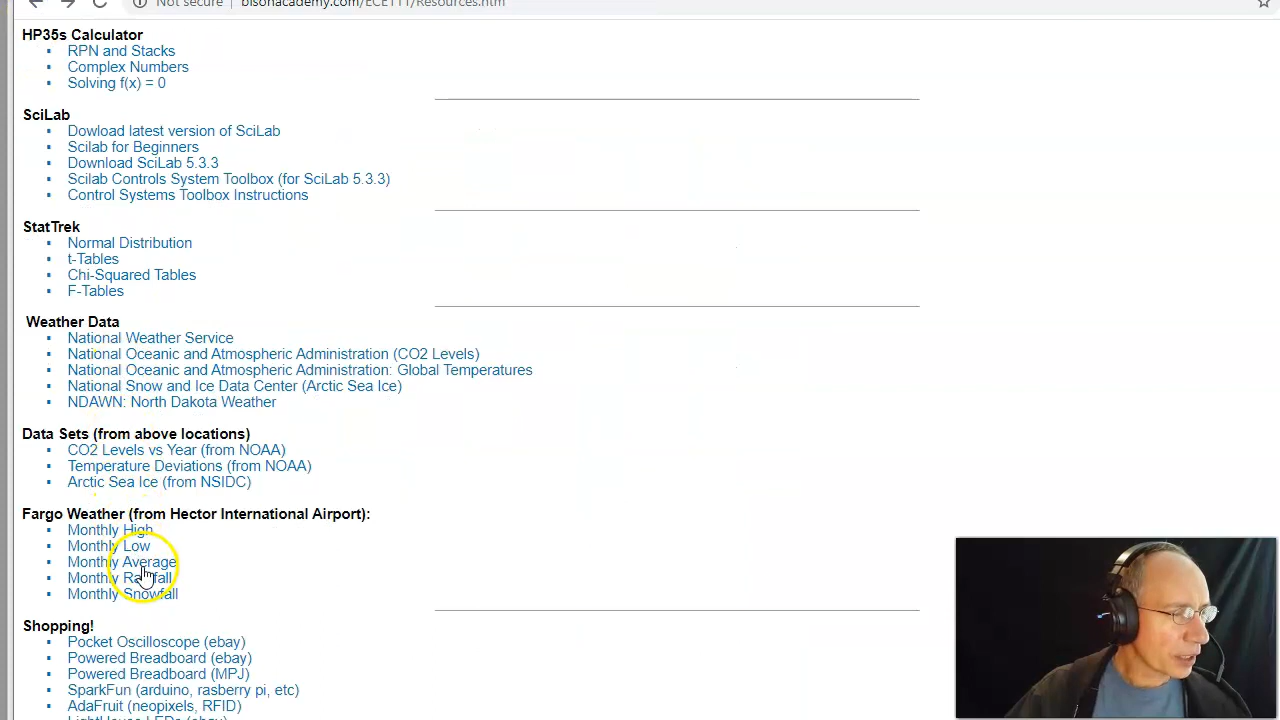 Not secure
bisonacademy.com/ECE111/Resources.htm
HP35s Calculator
RPN and Stacks
Complex Numbers
Solving f(x) = 0
SciLab
Dowload latest version of SciLab
Scilab for Beginners
Download SciLab 5.3.3
Scilab Controls System Toolbox (for SciLab 5.3.3)
Control Systems Toolbox Instructions
StatTrek
Normal Distribution
t-Tables
Chi-Squared Tables
F-Tables
Weather Data
National Weather Service
National Oceanic and Atmospheric Administration (CO2 Levels)
National Oceanic and Atmospheric Administration: Global Temperatures
National Snow and Ice Data Center (Arctic Sea Ice)
NDAWN: North Dakota Weather
Data Sets (from above locations)
CO2 Levels vs Year (from NOAA)
Temperature Deviations (from NOAA)
Arctic Sea Ice (from NSIDC)
Fargo Weather (from Hector International Airport):
Monthly High
Monthly Low
Monthly Average
Monthly Rainfall
Monthly Snowfall
Shopping!
Pocket Oscilloscope (ebay)
Powered Breadboard (ebay)
Powered Breadboard (MPJ)
SparkFun (arduino, rasberry pi, etc)
AdaFruit (neopixels, RFID)
LightHouse LEDs (ebay)